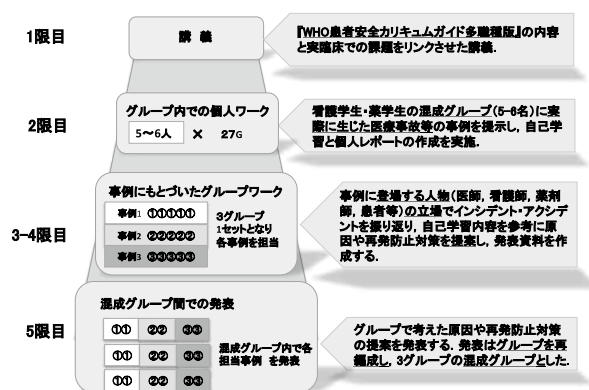 1限目
講 義
『WHO患者安全カリキュムガイド多職種版』の内容
と実臨床での課題をリンクさせた講義.
2限目
グループ内での個人ワーク
5～6人 × 27G
看護学生・薬学生の混成グループ(5-6名)に実
際に生じた医療事故等の事例を提示し, 自己学
習と個人レポートの作成を実施.
3-4限目
事例にもとづいたグループワーク
事例1 ①①①①①
事例2 ②②②②②
事例3 ③③③③③
3グループ
1セットとなり
各事例を担当
事例に登場する人物(医師, 看護師, 薬剤
師, 患者等)の立場でインシデント・アクシデ
ントを振り返り, 自己学習内容を参考に原
因や再発防止対策を提案し, 発表資料を作
成する.
5限目
混成グループ間での発表
①① ②② ③③
①① ②② ③③
①① ②② ③③
混成グループ内で各
担当事例 を発表
グループで考えた原因や再発防止対策
の提案を発表する. 発表はグループを再
編成し, 3グループの混成グループとした.